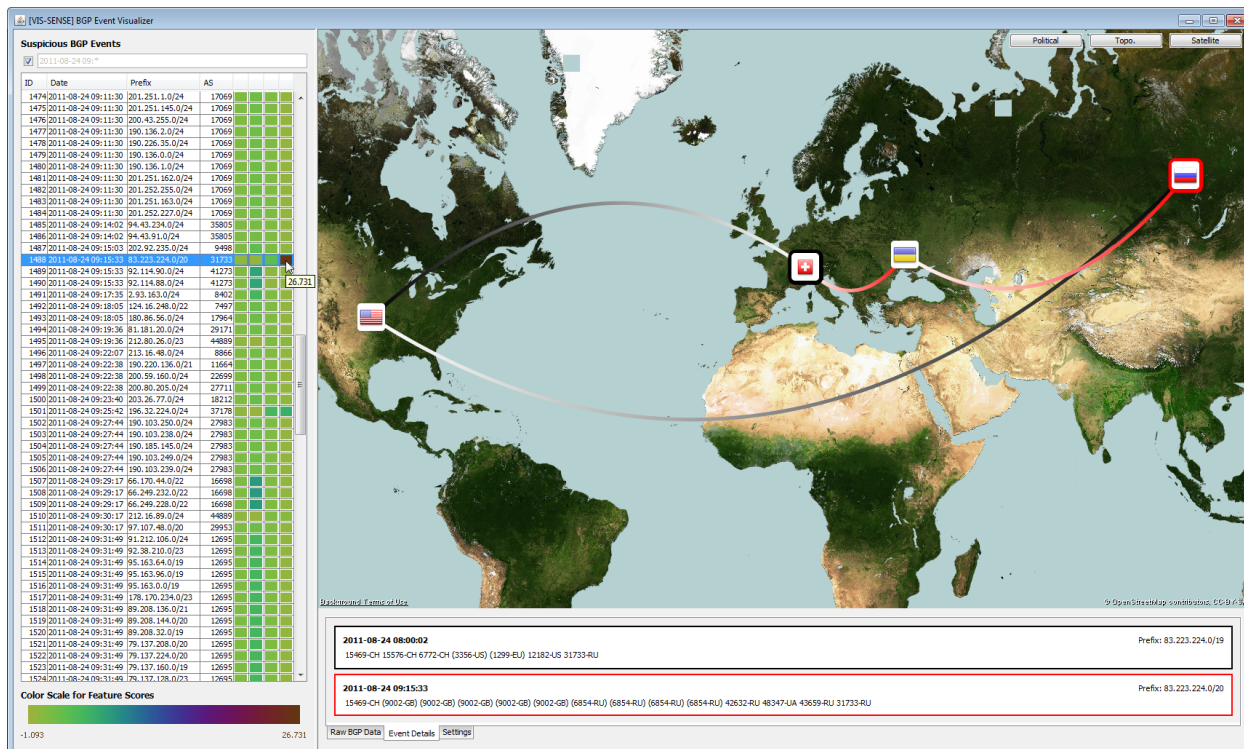 [VIS-SENSE] BGP Event Visualizer
Suspicious BGP Events
2011-08-24 09:*
ID Date Prefix AS
1474 2011-08-24 09:11:30 201.251.1.0/24 17069
1475 2011-08-24 09:11:30 201.251.145.0/24 17069
1476 2011-08-24 09:11:30 200.43.255.0/24 17069
1477 2011-08-24 09:11:30 190.136.2.0/24 17069
1478 2011-08-24 09:11:30 190.226.35.0/24 17069
1479 2011-08-24 09:11:30 190.136.0.0/24 17069
1480 2011-08-24 09:11:30 190.136.1.0/24 17069
1481 2011-08-24 09:11:30 201.251.162.0/24 17069
1482 2011-08-24 09:11:30 201.252.255.0/24 17069
1483 2011-08-24 09:11:30 201.251.163.0/24 17069
1484 2011-08-24 09:11:30 201.252.227.0/24 17069
1485 2011-08-24 09:14:02 94.43.234.0/24 35805
1486 2011-08-24 09:14:02 94.43.91.0/24 35805
1487 2011-08-24 09:15:03 202.92.235.0/24 9498
1488 2011-08-24 09:15:33 83.223.224.0/20 31733
1489 2011-08-24 09:15:33 92.114.90.0/24 41273
1490 2011-08-24 09:15:33 92.114.88.0/24 41273
26.731
1491 2011-08-24 09:17:35 2.93.163.0/24 8402
1492 2011-08-24 09:18:05 124.16.248.0/22 7497
1493 2011-08-24 09:18:05 180.86.56.0/24 17964
1494 2011-08-24 09:19:36 81.181.20.0/24 29171
1495 2011-08-24 09:19:36 212.80.26.0/23 44889
1496 2011-08-24 09:22:07 213.16.48.0/24 8866
1497 2011-08-24 09:22:38 190.220.136.0/21 11664
1498 2011-08-24 09:22:38 200.59.160.0/24 22699
1499 2011-08-24 09:22:38 200.80.205.0/24 27711
1500 2011-08-24 09:23:40 203.26.77.0/24 18212
1501 2011-08-24 09:25:42 196.32.224.0/24 37178
1502 2011-08-24 09:27:44 190.103.250.0/24 27983
1503 2011-08-24 09:27:44 190.103.238.0/24 27983
1504 2011-08-24 09:27:44 190.185.145.0/24 27983
1505 2011-08-24 09:27:44 190.103.249.0/24 27983
1506 2011-08-24 09:27:44 190.103.239.0/24 27983
1507 2011-08-24 09:29:17 66.170.44.0/22 16698
1508 2011-08-24 09:29:17 66.249.232.0/22 16698
1509 2011-08-24 09:29:17 66.249.228.0/22 16698
1510 2011-08-24 09:30:17 212.16.89.0/24 44889
1511 2011-08-24 09:30:17 97.107.48.0/20 29953
1512 2011-08-24 09:31:49 91.212.106.0/24 12695
1513 2011-08-24 09:31:49 92.38.210.0/23 12695
1514 2011-08-24 09:31:49 95.163.64.0/19 12695
1515 2011-08-24 09:31:49 95.163.96.0/19 12695
1516 2011-08-24 09:31:49 95.163.0.0/19 12695
1517 2011-08-24 09:31:49 178.170.234.0/23 12695
1518 2011-08-24 09:31:49 89.208.136.0/21 12695
1519 2011-08-24 09:31:49 89.208.144.0/20 12695
1520 2011-08-24 09:31:49 89.208.32.0/19 12695
1521 2011-08-24 09:31:49 79.137.208.0/20 12695
1522 2011-08-24 09:31:49 79.137.224.0/20 12695
1523 2011-08-24 09:31:49 79.137.160.0/19 12695
1524 2011-08-24 09:31:49 79.137.128.0/23 12695
Color Scale for Feature Scores
-1.093 26.731
Political Topo. Satellite
Background Terms of Use
© OpenStreetMap contributors, CC-BY-S
2011-08-24 08:00:02 Prefix: 83.223.224.0/19
15469-CH 15576-CH 6772-CH (3356-US) (1299-EU) 12182-US 31733-RU
2011-08-24 09:15:33 Prefix: 83.223.224.0/20
15469-CH (9002-GB) (9002-GB) (9002-GB) (9002-GB) (9002-GB) (6854-RU) (6854-RU) (6854-RU) (6854-RU) 42632-RU 48347-UA 43659-RU 31733-RU
Raw BGP Data Event Details Settings